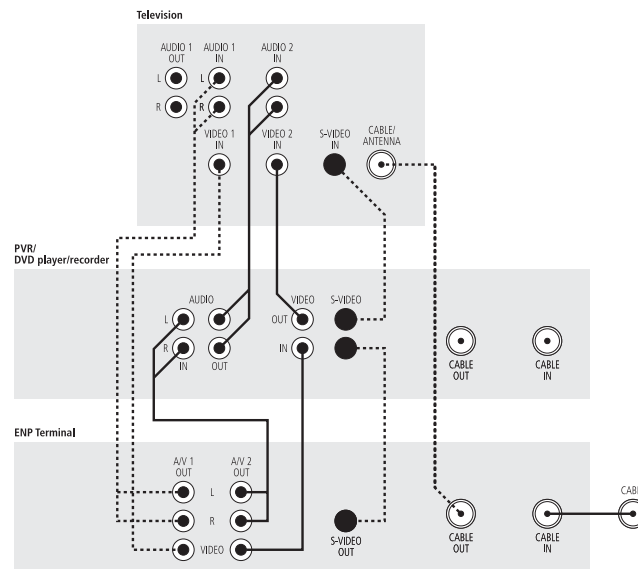 Television
AUDIO 1 OUT
AUDIO 1 IN
AUDIO 2 IN
L
L
R
R
VIDEO 1 IN
VIDEO 2 IN
S-VIDEO IN
CABLE/ ANTENNA
PVR/
DVD player/recorder
AUDIO
VIDEO
S-VIDEO
L
OUT
R
IN
IN
OUT
CABLE OUT
CABLE IN
ENP Terminal
A/V 1 OUT
A/V 2 OUT
L
R
VIDEO
S-VIDEO OUT
CABLE OUT
CABLE IN